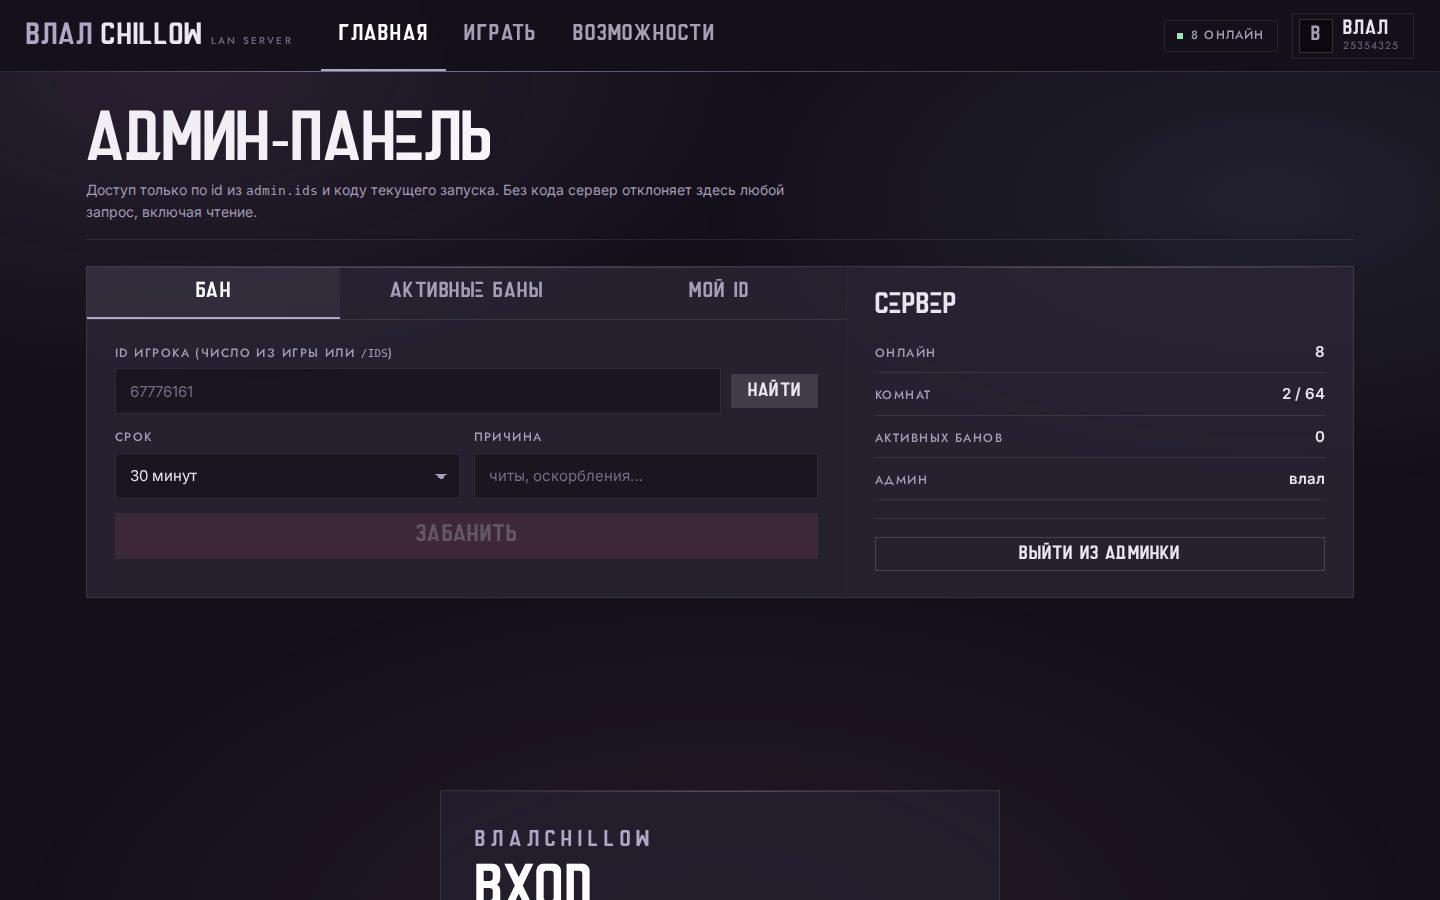 ВЛАЛ CHILLOW LAN SERVER
ГЛАВНАЯ
ИГРАТЬ
ВОЗМОЖНОСТИ
8 ОНЛАЙН
В
ВЛАЛ
25354325
АДМИН-ПАНЕЛЬ
Доступ только по id из admin.ids и коду текущего запуска. Без кода сервер отклоняет здесь любой
запрос, включая чтение.
БАН
АКТИВНЫЕ БАНЫ
МОЙ ID
ID ИГРОКА (ЧИСЛО ИЗ ИГРЫ ИЛИ /IDS)
67776161
НАЙТИ
СРОК
ПРИЧИНА
30 минут
читы, оскорбления...
ЗАБАНИТЬ
СЕРВЕР
ОНЛАЙН 8
КОМНАТ 2 / 64
АКТИВНЫХ БАНОВ 0
АДМИН влал
ВЫЙТИ ИЗ АДМИНКИ
ВЛАЛCHILLOW
ВХОД